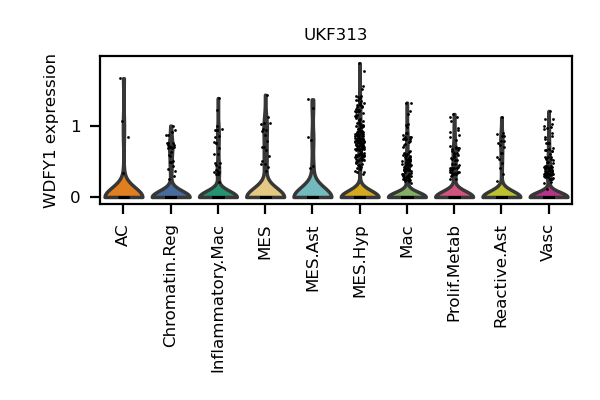 UKF313
WDFY1 expression
1
0
AC
Chromatin.Reg
Inflammatory.Mac
MES
MES.Ast
MES.Hyp
Mac
Prolif.Metab
Reactive.Ast
Vasc